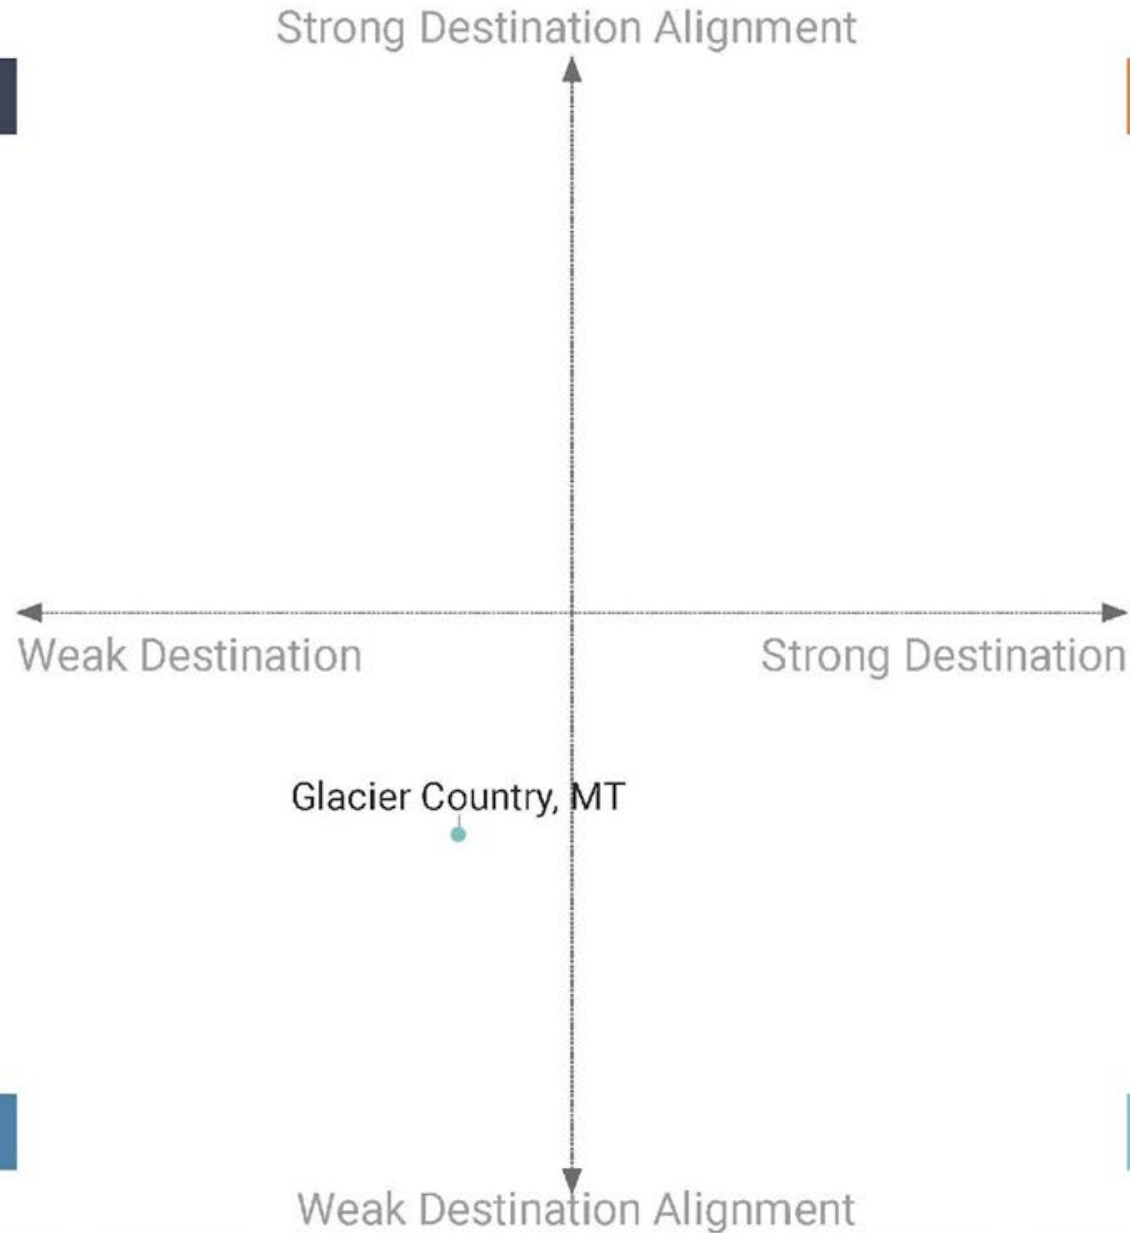 Strong Destination Alignment
Weak Destination
Strong Destination
Glacier Country, MT
Weak Destination Alignment